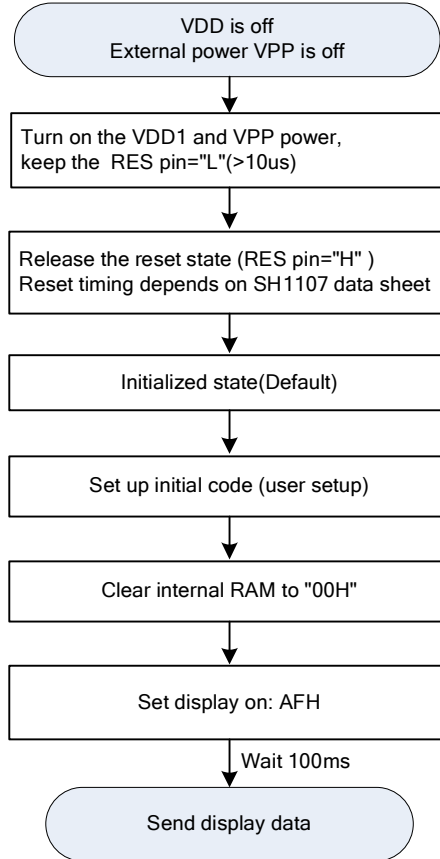 VDD is off
External power VPP is off
Turn on the VDD1 and VPP power,
keep the RES pin="L"(>10us)
Release the reset state (RES pin="H" )
Reset timing depends on SH1107 data sheet
Initialized state(Default)
Set up initial code (user setup)
Clear internal RAM to "00H"
Set display on: AFH
Wait 100ms
Send display data